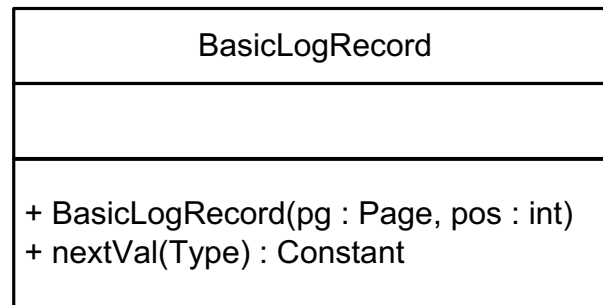 BasicLogRecord
+ BasicLogRecord(pg : Page, pos : int)
+ nextVal(Type) : Constant